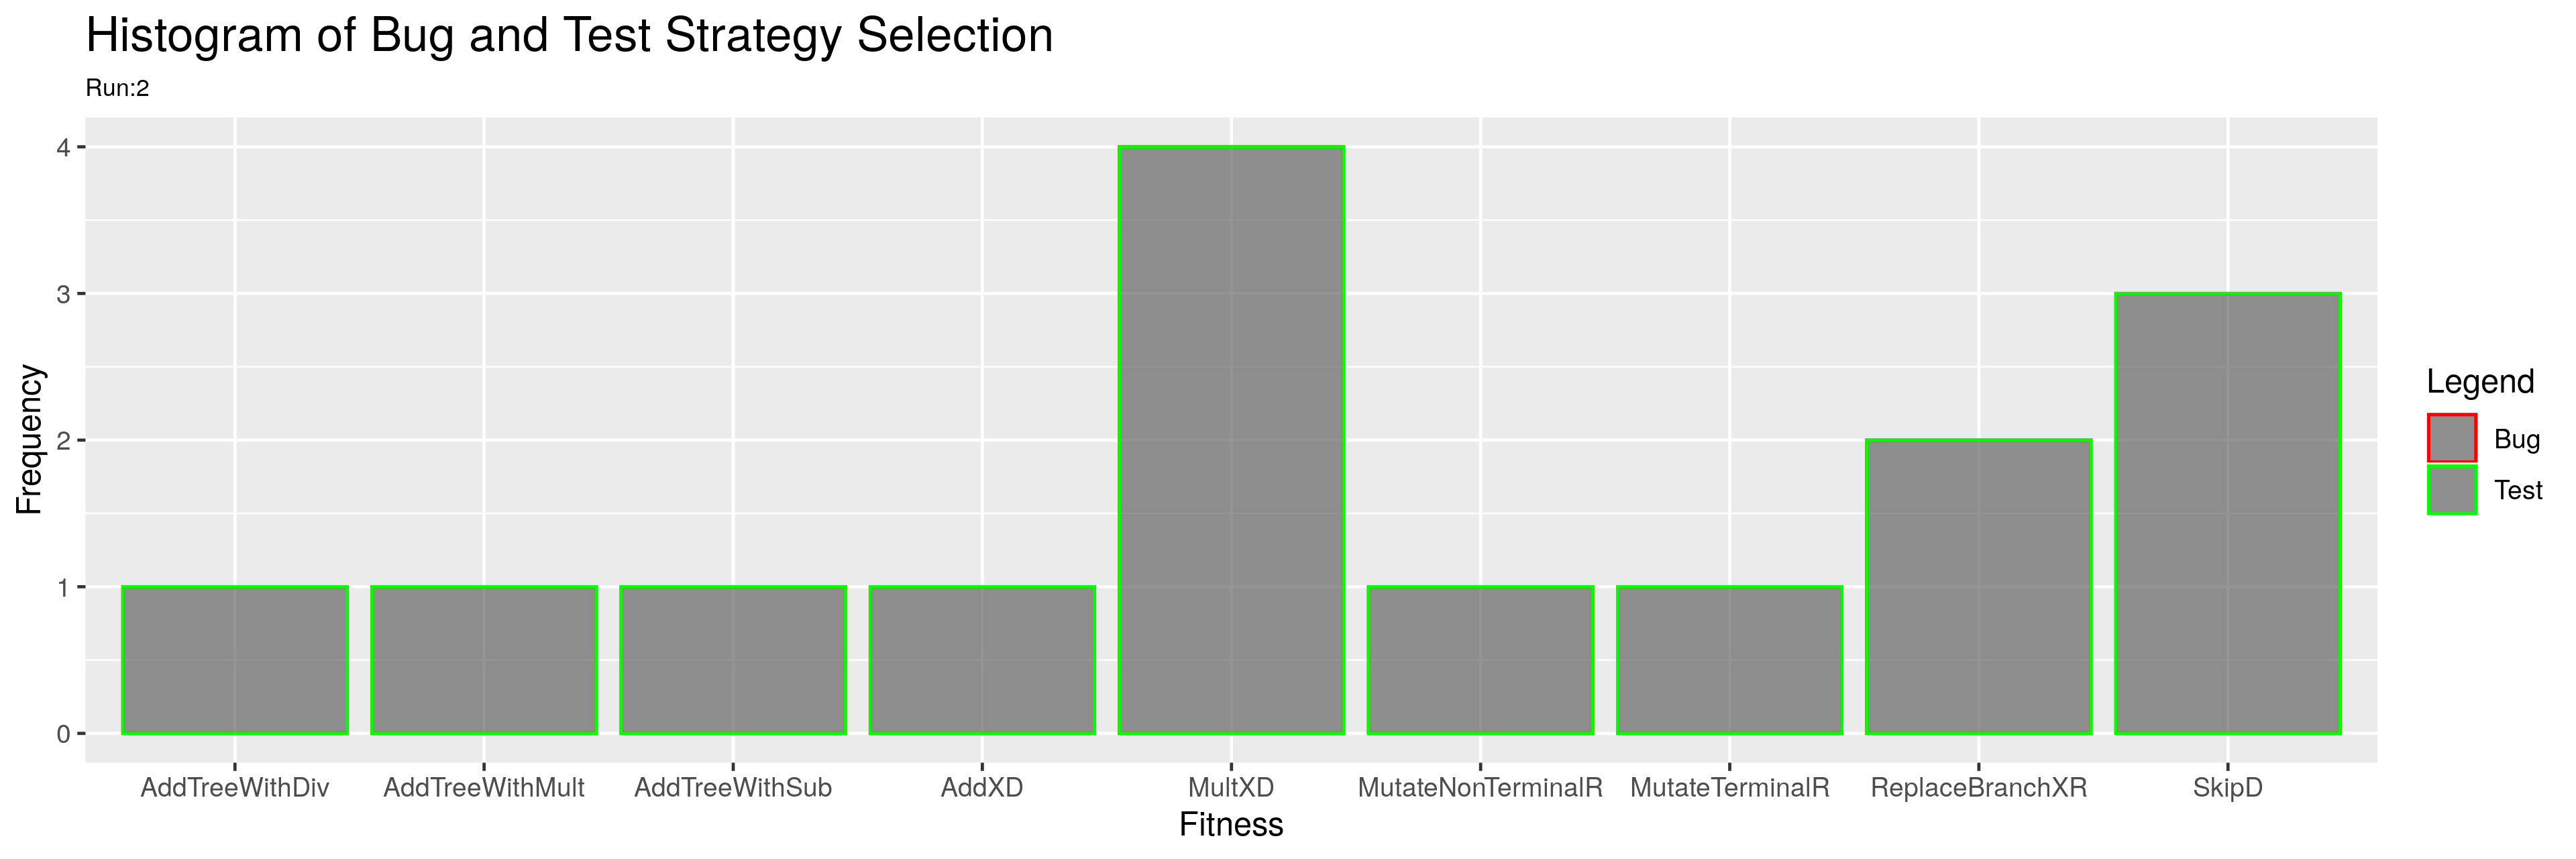 Histogram of Bug and Test Strategy Selection
Run:2
Frequency
4
3
2
1
0
AddTreeWithDiv AddTreeWithMult AddTreeWithSub AddXD MultXD MutateNonTerminalR MutateTerminalR ReplaceBranchXR SkipD
Fitness
Legend
Bug
Test